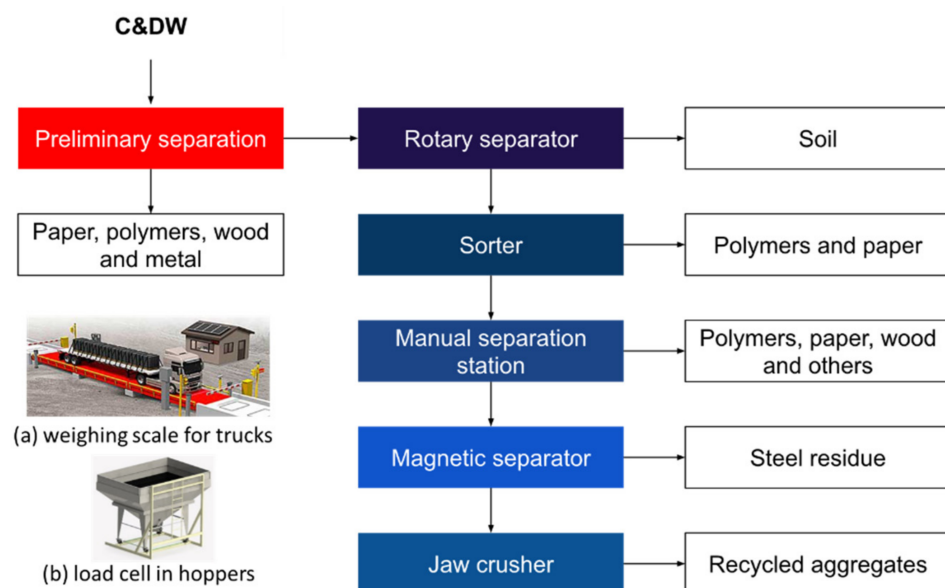 C&DW
Preliminary separation
Rotary separator
Soil
Paper, polymers, wood
and metal
Sorter
Polymers and paper
Manual separation
station
Polymers, paper, wood
and others
(a) weighing scale for trucks
Magnetic separator
Steel residue
(b) load cell in hoppers
Jaw crusher
Recycled aggregates